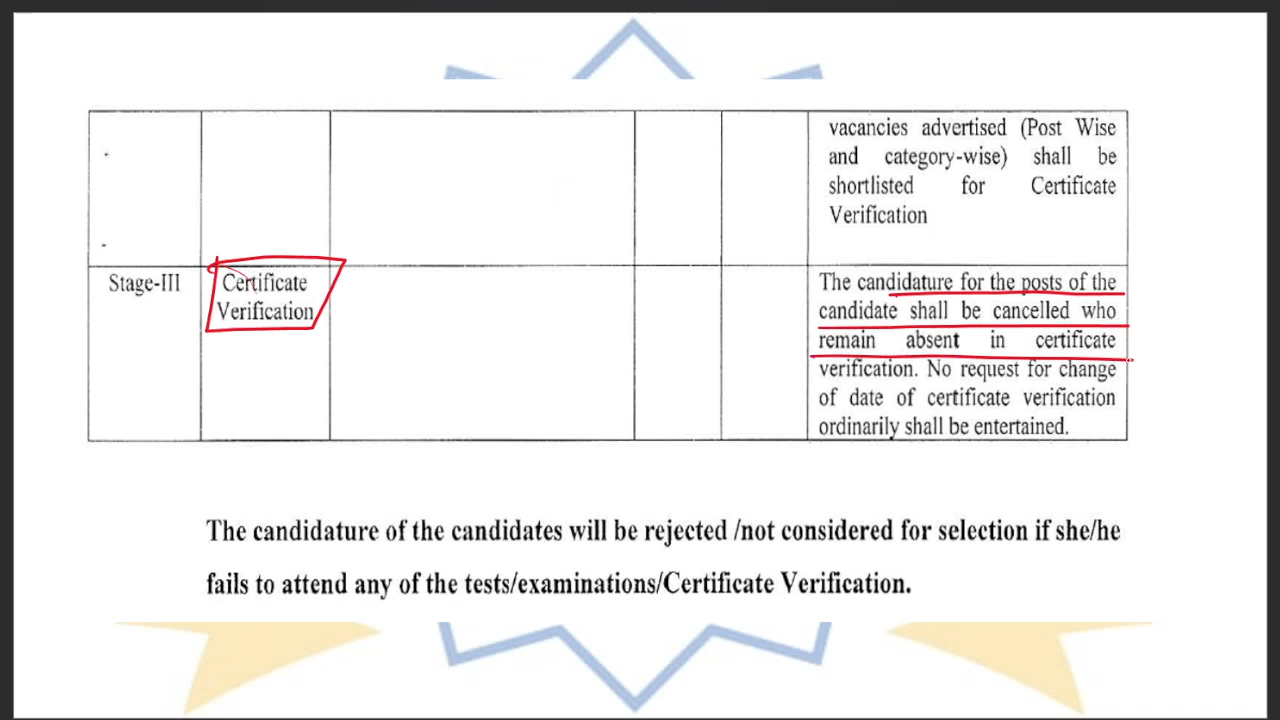 vacancies advertised (Post Wise
and category-wise) shall be
shortlisted for Certificate
Verification
Stage-III
Certificate
Verification
The candidature for the posts of the
candidate shall be cancelled who
remain absent in certificate
verification. No request for change
of date of certificate verification
ordinarily shall be entertained.
The candidature of the candidates will be rejected /not considered for selection if she/he
fails to attend any of the tests/examinations/Certificate Verification.